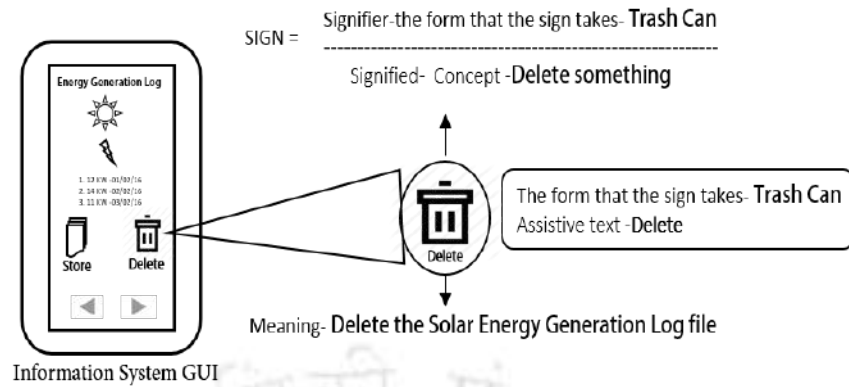 SIGN =
Signifier-the form that the sign takes- Trash Can
Signified- Concept -Delete something
Energy Generation Log
1. 12 KW -01/02/16
2. 14 KW -02/02/16
3. 11 KW -03/02/16
Store
Delete
Delete
The form that the sign takes- Trash Can
Assistive text -Delete
Meaning- Delete the Solar Energy Generation Log file
Information System GUI